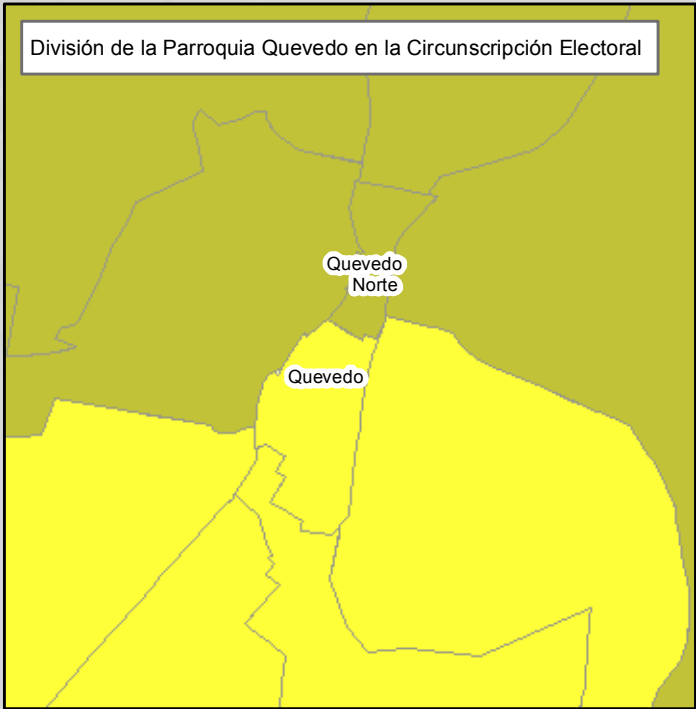 División de la Parroquia Quevedo en la Circunscripción Electoral
Quevedo
Norte
Quevedo